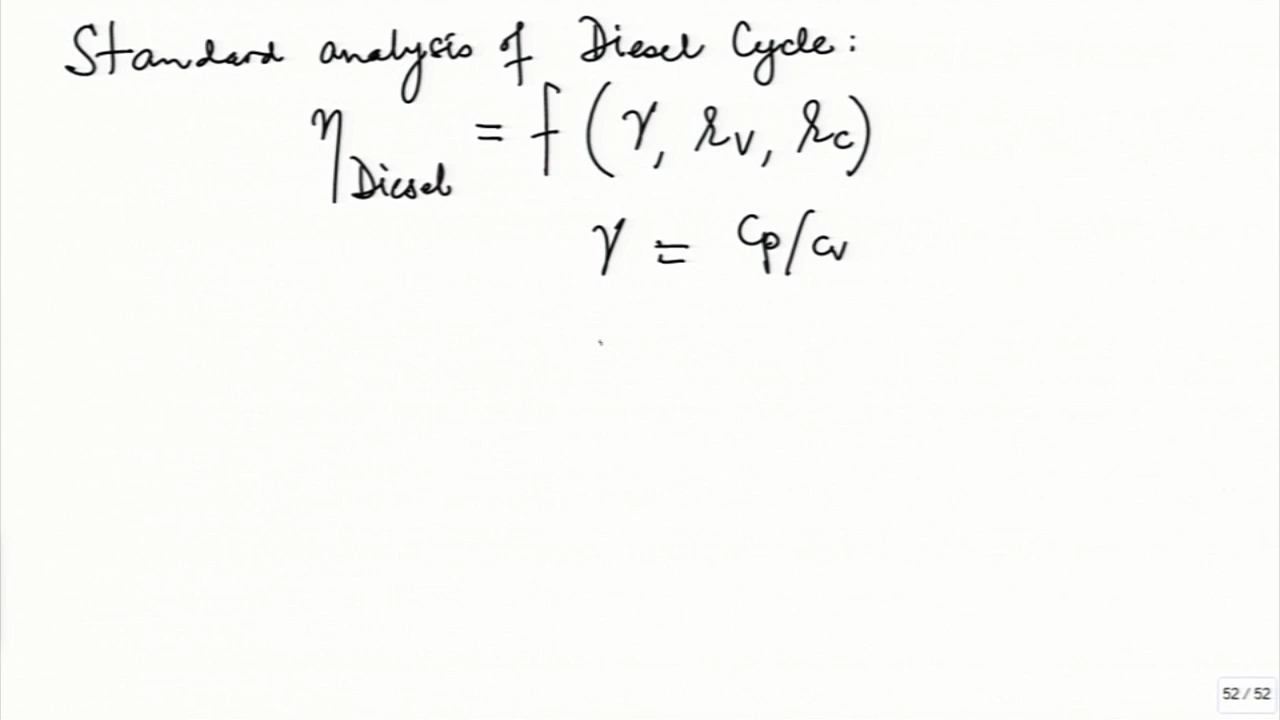 Standard analysis of Diesel Cycle:
η_Diesel = f(γ, r_v, r_c)
γ = Cp/Cv
52 / 52